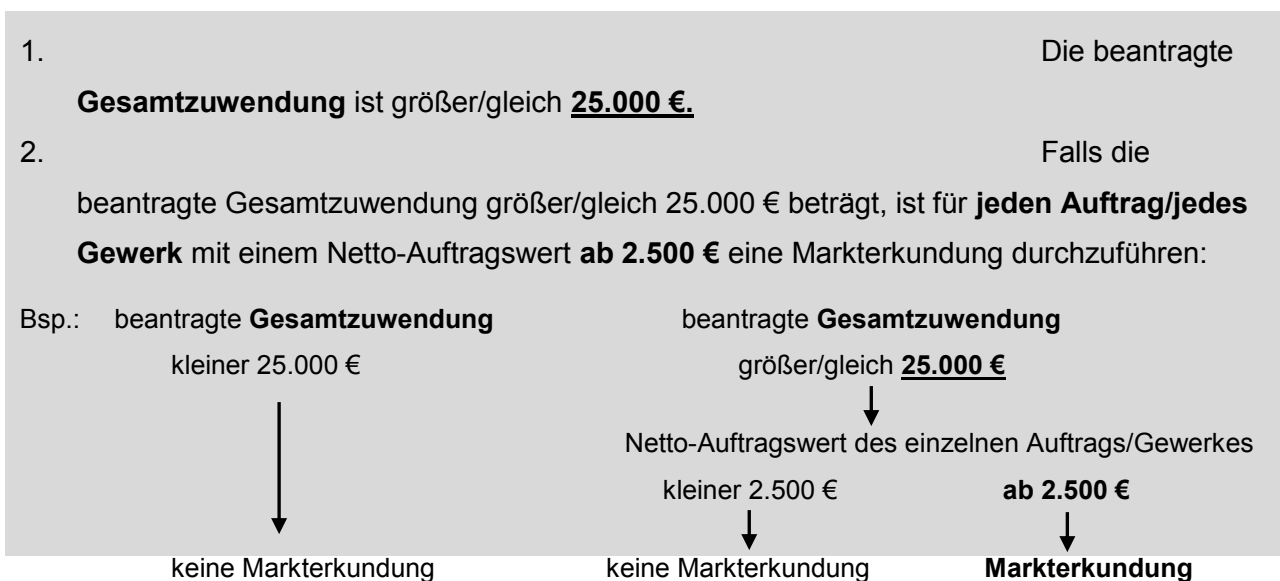 1. Die beantragte
Gesamtzuwendung ist größer/gleich 25.000 €.
2. Falls die
beantragte Gesamtzuwendung größer/gleich 25.000 € beträgt, ist für jeden Auftrag/jedes
Gewerk mit einem Netto-Auftragswert ab 2.500 € eine Markterkundung durchzuführen:
Bsp.: beantragte Gesamtzuwendung beantragte Gesamtzuwendung
kleiner 25.000 € größer/gleich 25.000 €
Netto-Auftragswert des einzelnen Auftrags/Gewerkes
kleiner 2.500 € ab 2.500 €
keine Markterkundung keine Markterkundung Markterkundung